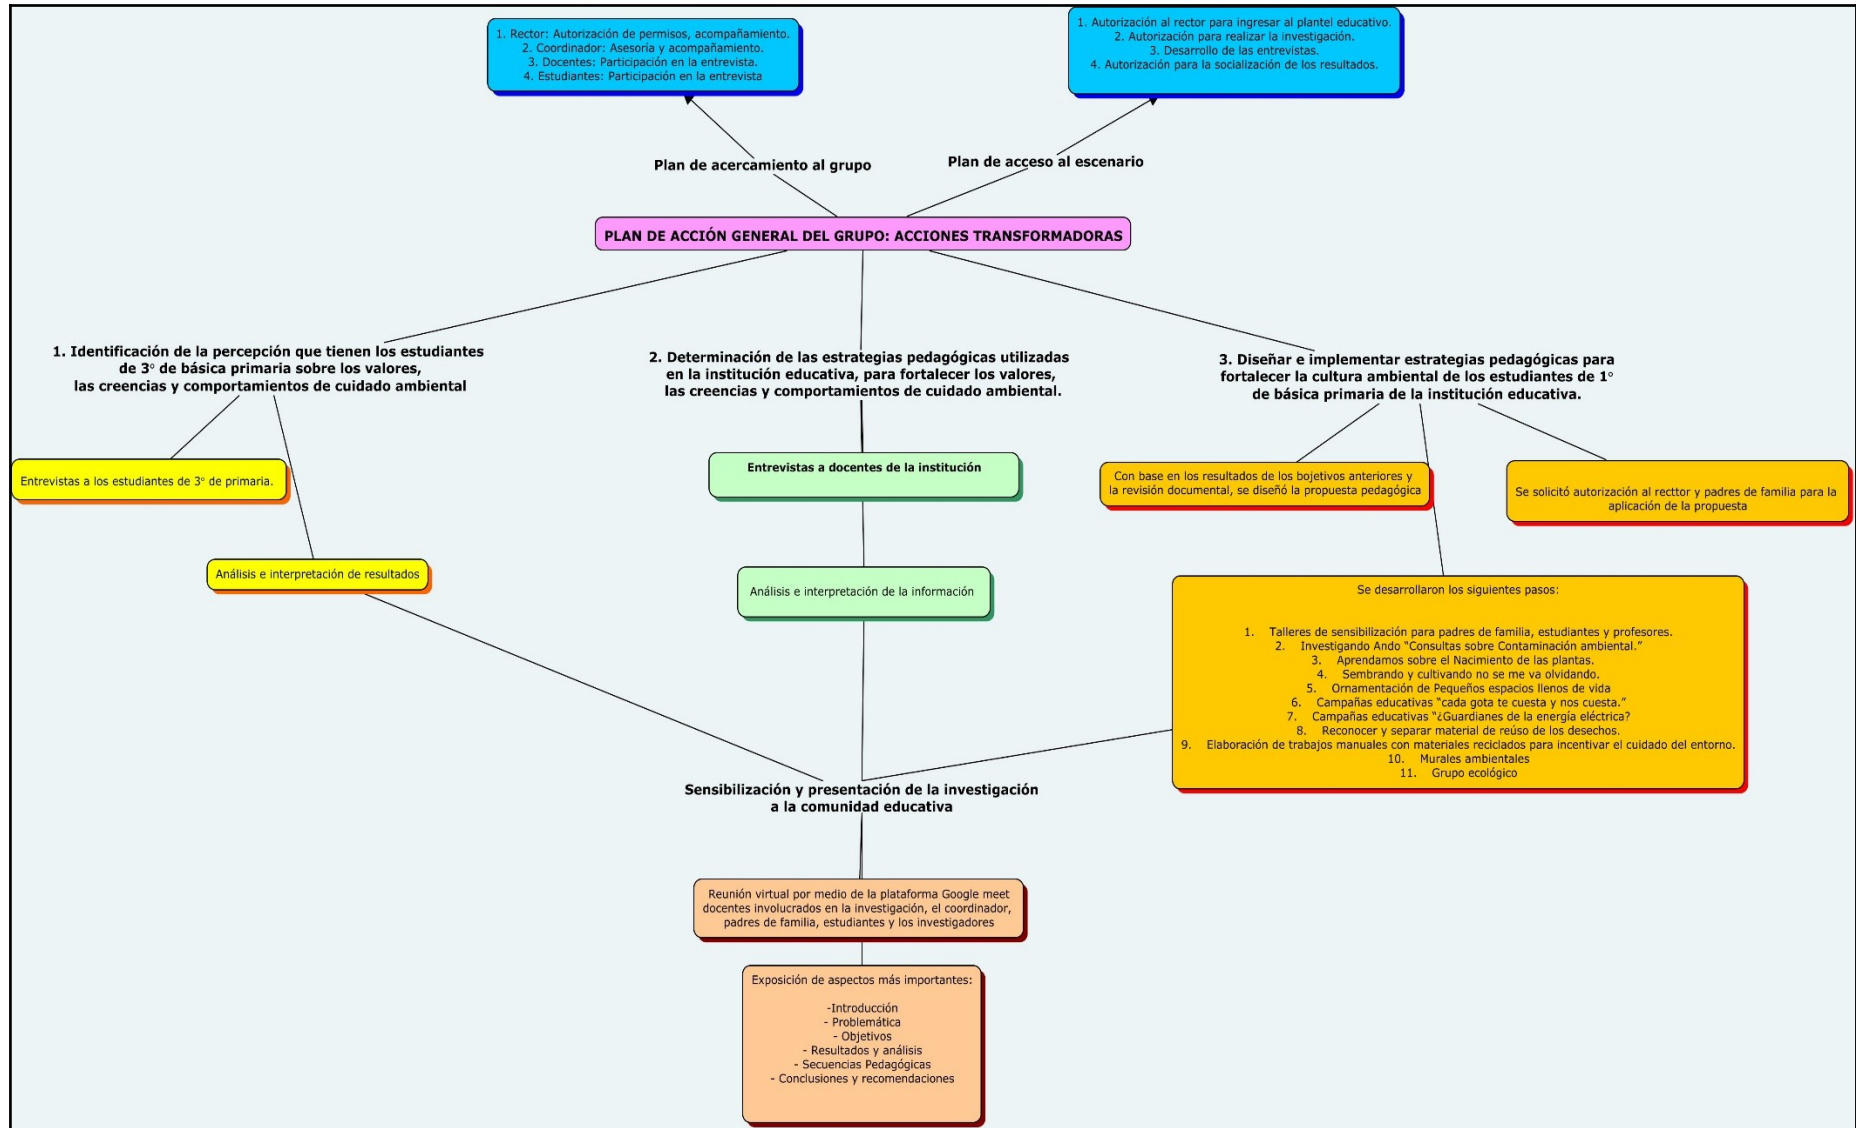 1. Rector: Autorización de permisos, acompañamiento.
2. Coordinador: Asesoría y acompañamiento.
3. Docentes: Participación en la entrevista.
4. Estudiantes: Participación en la entrevista
1. Autorización al rector para ingresar al plantel educativo.
2. Autorización para realizar la investigación.
3. Desarrollo de las entrevistas.
4. Autorización para la socialización de los resultados.
Plan de acercamiento al grupo
Plan de acceso al escenario
PLAN DE ACCIÓN GENERAL DEL GRUPO: ACCIONES TRANSFORMADORAS
1. Identificación de la percepción que tienen los estudiantes
de 3° de básica primaria sobre los valores,
las creencias y comportamientos de cuidado ambiental
2. Determinación de las estrategias pedagógicas utilizadas
en la institución educativa, para fortalecer los valores,
las creencias y comportamientos de cuidado ambiental.
3. Diseñar e implementar estrategias pedagógicas para
fortalecer la cultura ambiental de los estudiantes de 1°
de básica primaria de la institución educativa.
Entrevistas a los estudiantes de 3° de primaria.
Entrevistas a docentes de la institución
Con base en los resultados de los bojetivos anteriores y
la revisión documental, se diseñó la propuesta pedagógica
Se solicitó autorización al recttor y padres de familia para la
aplicación de la propuesta
Análisis e interpretación de resultados
Análisis e interpretación de la información
Se desarrollaron los siguientes pasos:
1. Talleres de sensibilización para padres de familia, estudiantes y profesores.
2. Investigando Ando "Consultas sobre Contaminación ambiental."
3. Aprendamos sobre el Nacimiento de las plantas.
4. Sembrando y cultivando no se me va olvidando.
5. Ornamentación de Pequeños espacios llenos de vida
6. Campañas educativas "cada gota te cuesta y nos cuesta."
7. Campañas educativas "¿Guardianes de la energía eléctrica?
8. Reconocer y separar material de reúso de los desechos.
9. Elaboración de trabajos manuales con materiales reciclados para incentivar el cuidado del entorno.
10. Murales ambientales
11. Grupo ecológico
Sensibilización y presentación de la investigación
a la comunidad educativa
Reunión virtual por medio de la plataforma Google meet
docentes involucrados en la investigación, el coordinador,
padres de familia, estudiantes y los investigadores
Exposición de aspectos más importantes:
-Introducción
- Problemática
- Objetivos
- Resultados y análisis
- Secuencias Pedagógicas
- Conclusiones y recomendaciones